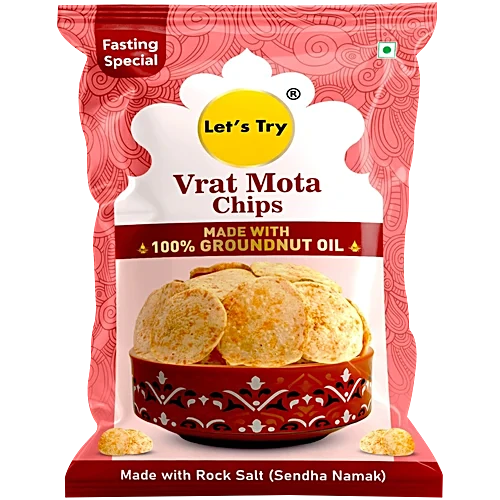 Fasting
Special
®
Let's Try
Vrat Mota
Chips
MADE WITH
100% GROUNDNUT OIL
Made with Rock Salt (Sendha Namak)